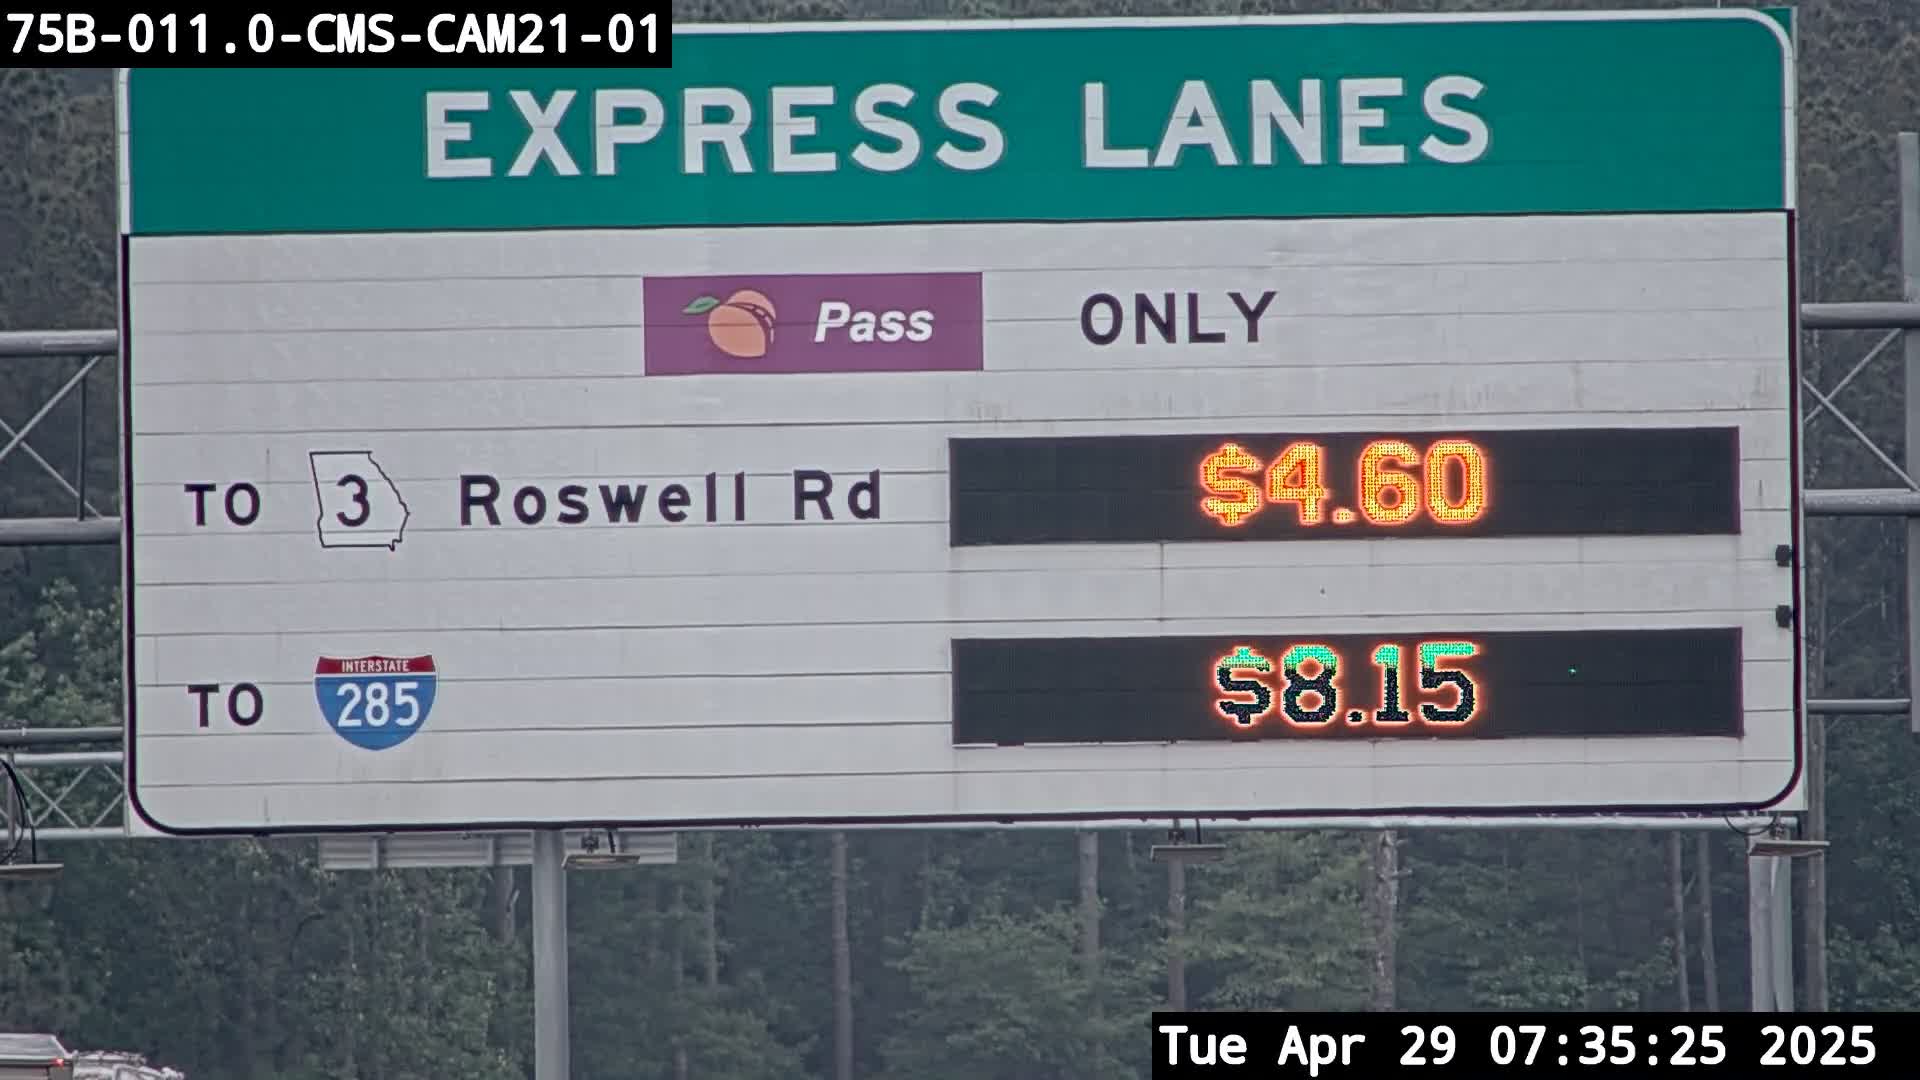 75B-011.0-CMS-CAM21-01
EXPRESS LANES
Pass ONLY
TO 3 Roswell Rd $4.60
INTERSTATE
TO 285 $8.15
Tue Apr 29 07:35:25 2025